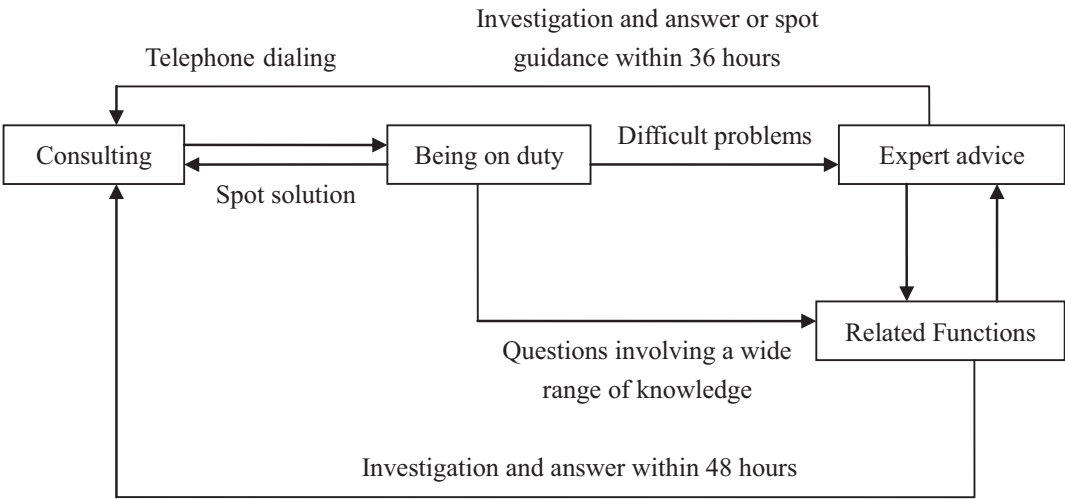 Investigation and answer or spot
guidance within 36 hours
Telephone dialing
Consulting
Being on duty
Difficult problems
Expert advice
Spot solution
Related Functions
Questions involving a wide
range of knowledge
Investigation and answer within 48 hours